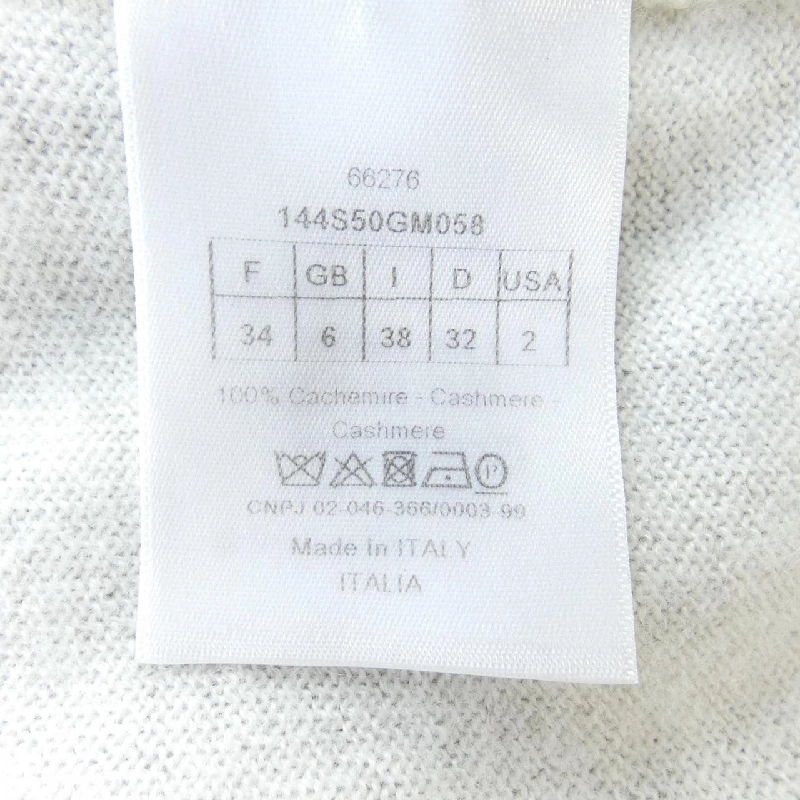 66276
144S50GM058
F GB I D USA
34 6 38 32 2
100% Cachemire - Cashmere -
Cashmere
P
CNPJ 02-046-366/0003-99
Made in ITALY
ITALIA